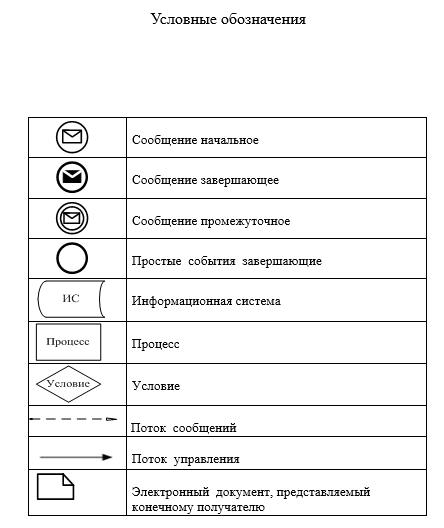 Условные обозначения
Сообщение начальное
Сообщение завершающее
Сообщение промежуточное
Простые события завершающие
ИС
Информационная система
Процесс
Процесс
Условие
Условие
Поток сообщений
Поток управления
Электронный документ, представляемый
конечному получателю